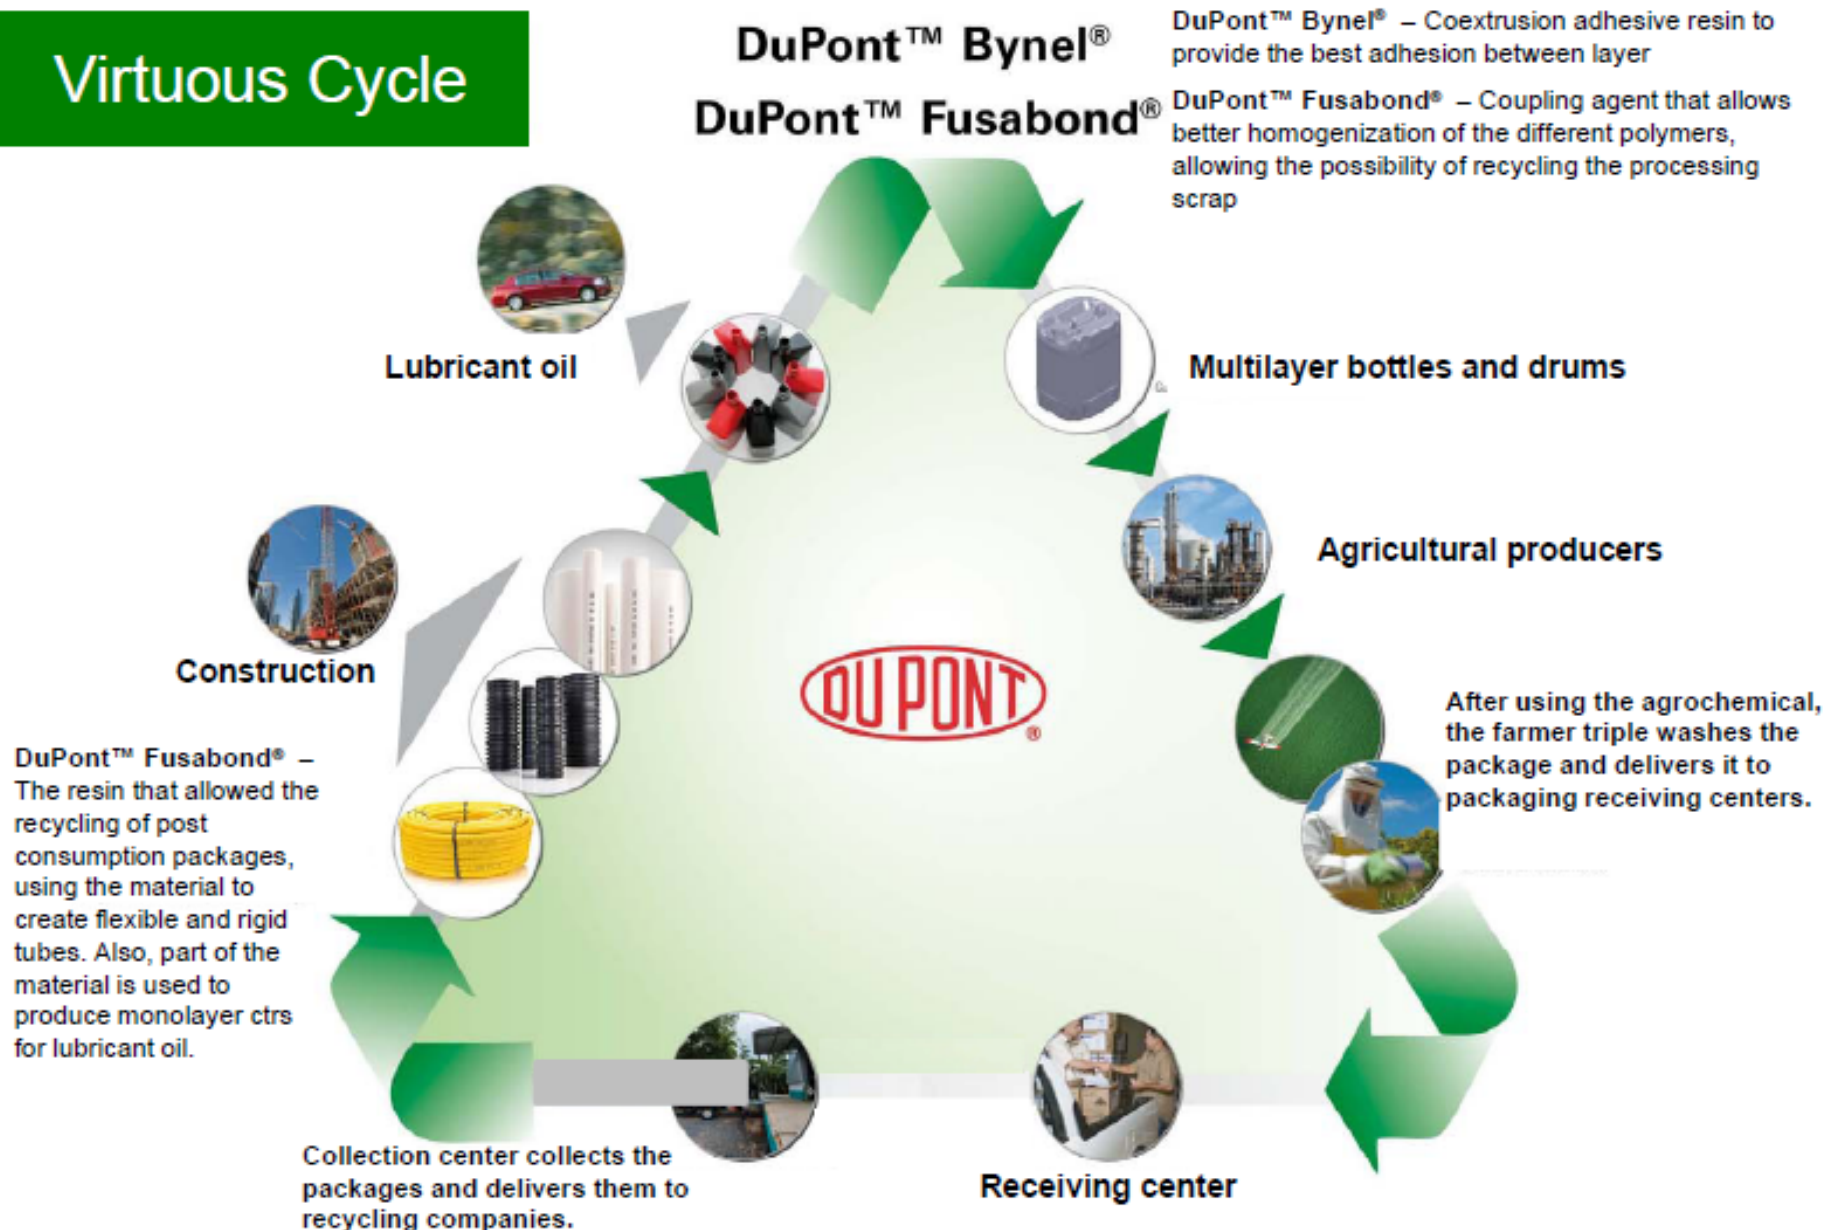 Virtuous Cycle
DuPont™ Bynel®
DuPont™ Fusabond®
DuPont™ Bynel® – Coextrusion adhesive resin to
provide the best adhesion between layer
DuPont™ Fusabond® – Coupling agent that allows
better homogenization of the different polymers,
allowing the possibility of recycling the processing
scrap
Lubricant oil
Multilayer bottles and drums
Agricultural producers
Construction
DU PONT®
After using the agrochemical,
the farmer triple washes the
package and delivers it to
packaging receiving centers.
DuPont™ Fusabond® –
The resin that allowed the
recycling of post
consumption packages,
using the material to
create flexible and rigid
tubes. Also, part of the
material is used to
produce monolayer ctrs
for lubricant oil.
Collection center collects the
packages and delivers them to
recycling companies.
Receiving center